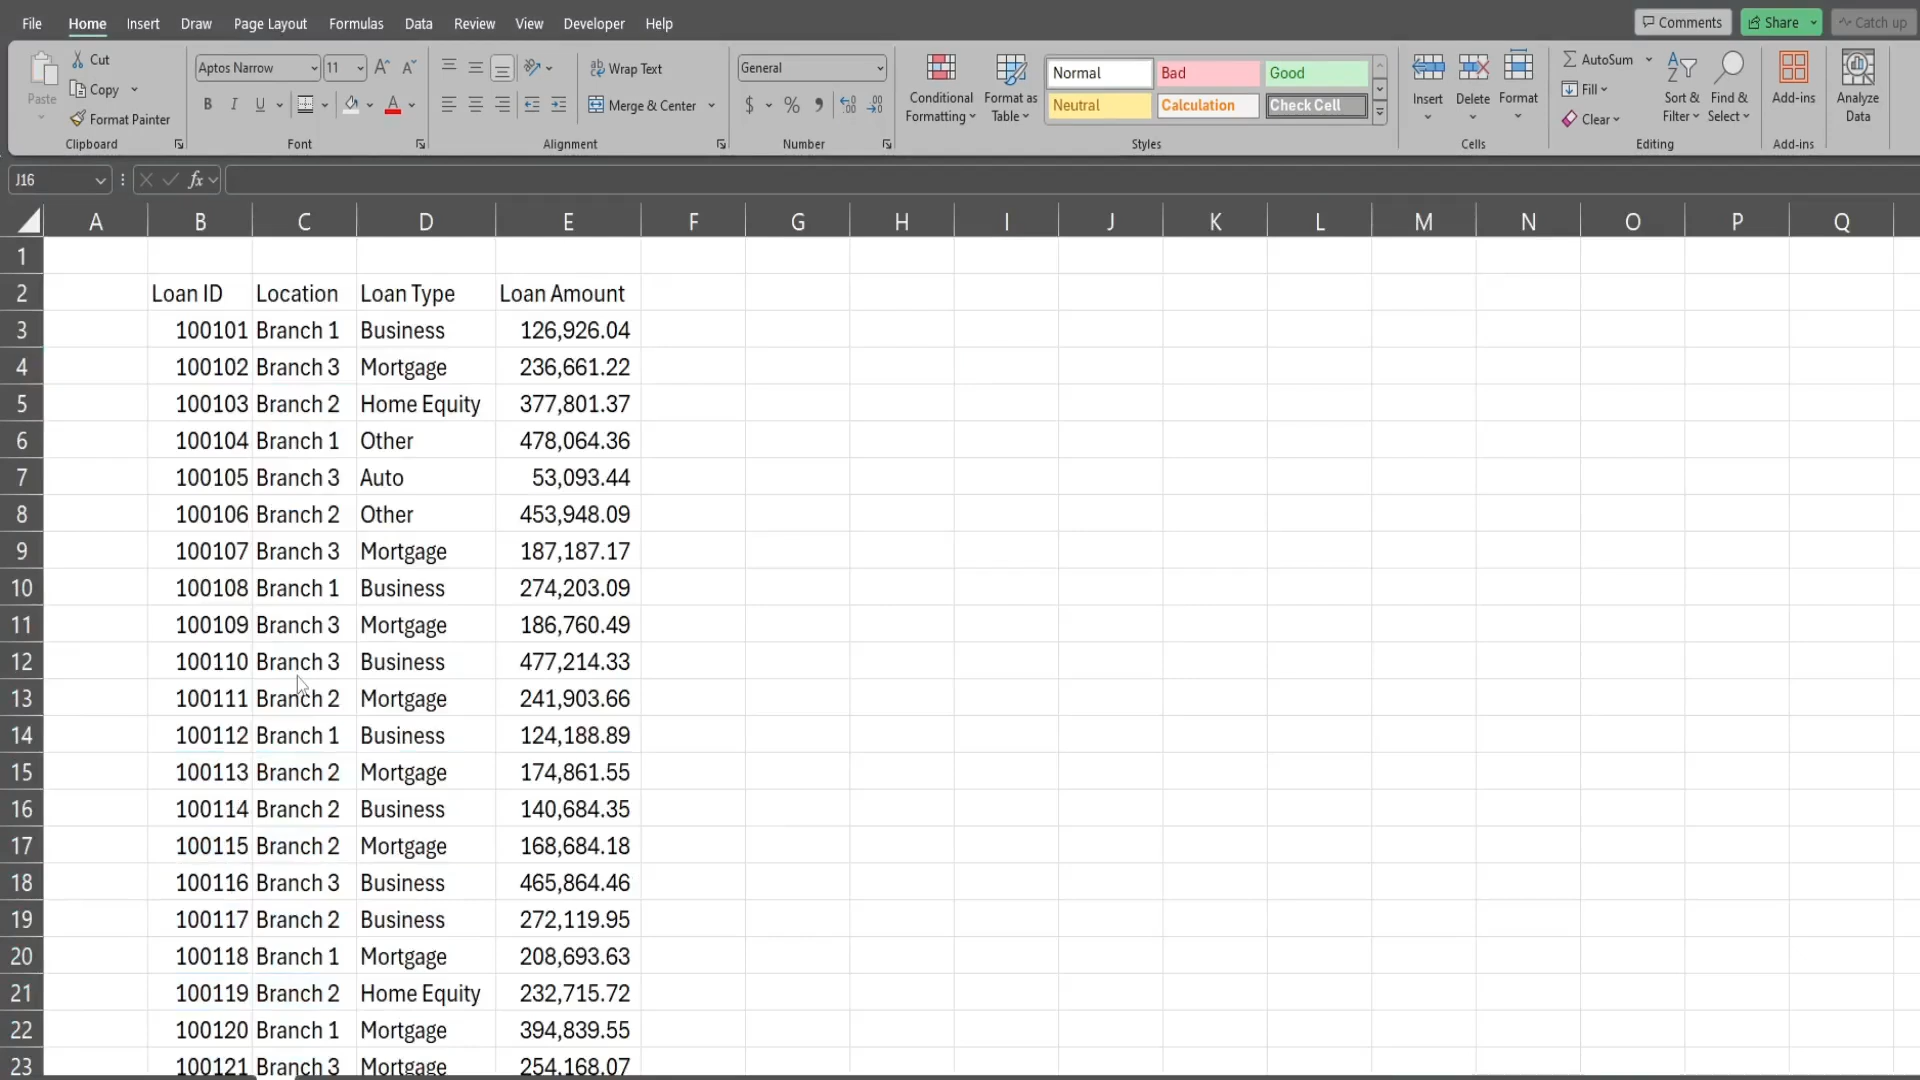 File Home Insert Draw Page Layout Formulas Data Review View Developer Help Comments Share Catch up
Paste Cut Copy Format Painter Clipboard
Aptos Narrow 11 A A B I U A Font
ab Wrap Text Merge & Center Alignment
General $ % 9 Number
Conditional Formatting Format as Table
Normal Bad Good
Neutral Calculation Check Cell
Styles
Insert Delete Format Cells
AutoSum Fill Clear Sort & Filter Find & Select Editing
Add-ins Add-ins
Analyze Data
J16 fx
A B C D E F G H I J K L M N O P Q
1
2 Loan ID Location Loan Type Loan Amount
3 100101 Branch 1 Business 126,926.04
4 100102 Branch 3 Mortgage 236,661.22
5 100103 Branch 2 Home Equity 377,801.37
6 100104 Branch 1 Other 478,064.36
7 100105 Branch 3 Auto 53,093.44
8 100106 Branch 2 Other 453,948.09
9 100107 Branch 3 Mortgage 187,187.17
10 100108 Branch 1 Business 274,203.09
11 100109 Branch 3 Mortgage 186,760.49
12 100110 Branch 3 Business 477,214.33
13 100111 Branch 2 Mortgage 241,903.66
14 100112 Branch 1 Business 124,188.89
15 100113 Branch 2 Mortgage 174,861.55
16 100114 Branch 2 Business 140,684.35
17 100115 Branch 2 Mortgage 168,684.18
18 100116 Branch 3 Business 465,864.46
19 100117 Branch 2 Business 272,119.95
20 100118 Branch 1 Mortgage 208,693.63
21 100119 Branch 2 Home Equity 232,715.72
22 100120 Branch 1 Mortgage 394,839.55
23 100121 Branch 3 Mortgage 254,168.07